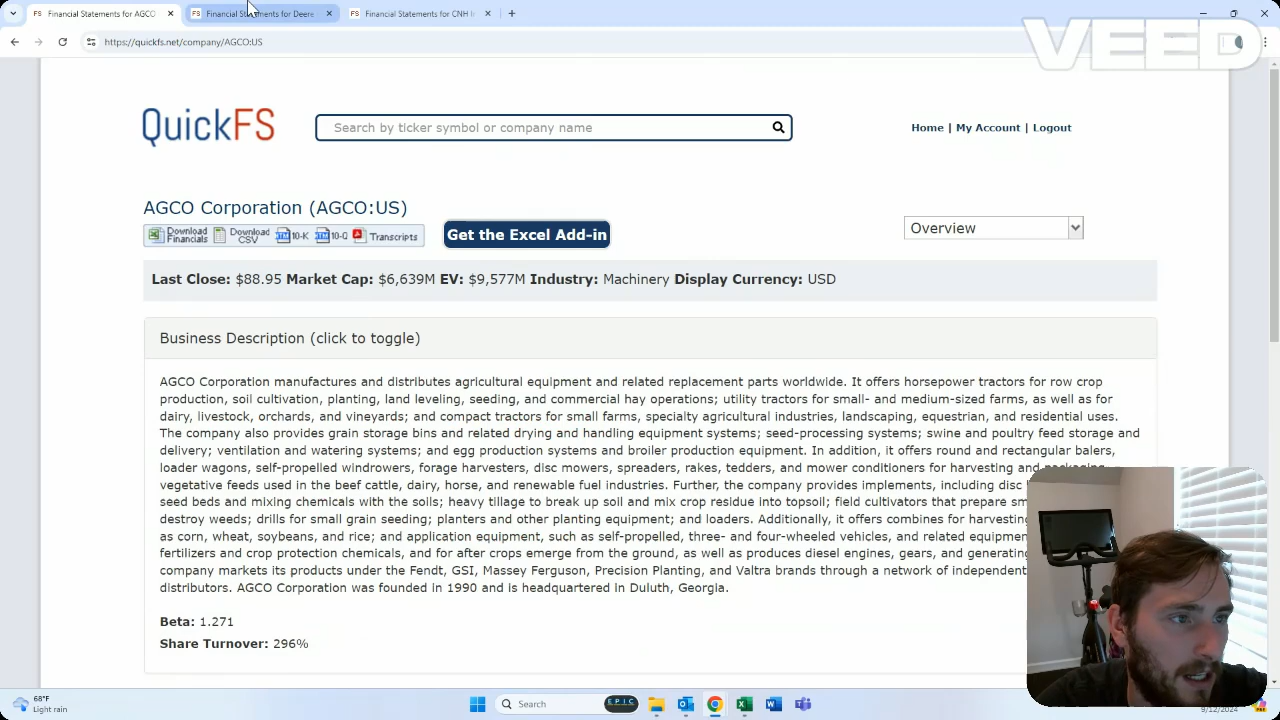 Financial Statements for AGCO
Financial Statements for Deere
Financial Statements for CNH I
https://quickfs.net/company/AGCO:US
VEED
QuickFS
Search by ticker symbol or company name
Home | My Account | Logout
AGCO Corporation (AGCO:US)
Download Financials
Download CSV
10-K
10-Q
Transcripts
Get the Excel Add-in
Overview
Last Close: $88.95 Market Cap: $6,639M EV: $9,577M Industry: Machinery Display Currency: USD
Business Description (click to toggle)
AGCO Corporation manufactures and distributes agricultural equipment and related replacement parts worldwide. It offers horsepower tractors for row crop
production, soil cultivation, planting, land leveling, seeding, and commercial hay operations; utility tractors for small- and medium-sized farms, as well as for
dairy, livestock, orchards, and vineyards; and compact tractors for small farms, specialty agricultural industries, landscaping, equestrian, and residential uses.
The company also provides grain storage bins and related drying and handling equipment systems; seed-processing systems; swine and poultry feed storage and
delivery; ventilation and watering systems; and egg production systems and broiler production equipment. In addition, it offers round and rectangular balers,
loader wagons, self-propelled windrowers, forage harvesters, disc mowers, spreaders, rakes, tedders, and mower conditioners for harvesting and packaging
vegetative feeds used in the beef cattle, dairy, horse, and renewable fuel industries. Further, the company provides implements, including disc
seed beds and mixing chemicals with the soils; heavy tillage to break up soil and mix crop residue into topsoil; field cultivators that prepare
destroy weeds; drills for small grain seeding; planters and other planting equipment; and loaders. Additionally, it offers combines for harvesting
as corn, wheat, soybeans, and rice; and application equipment, such as self-propelled, three- and four-wheeled vehicles, and related
fertilizers and crop protection chemicals, and for after crops emerge from the ground, as well as produces diesel engines, gears, and generating
company markets its products under the Fendt, GSI, Massey Ferguson, Precision Planting, and Valtra brands through a network of independent
distributors. AGCO Corporation was founded in 1990 and is headquartered in Duluth, Georgia.
Beta: 1.271
Share Turnover: 296%
68°F
Light rain
Search
EPIC
9/12/2024